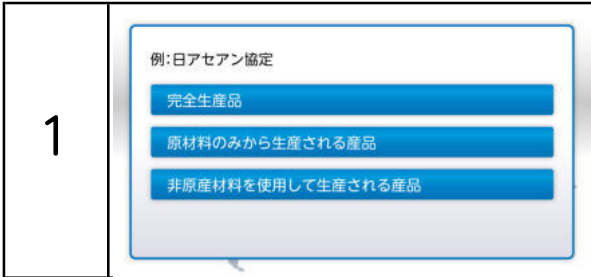 1
例:日アセアン協定
完全生産品
原材料のみから生産される産品
非原産材料を使用して生産される産品